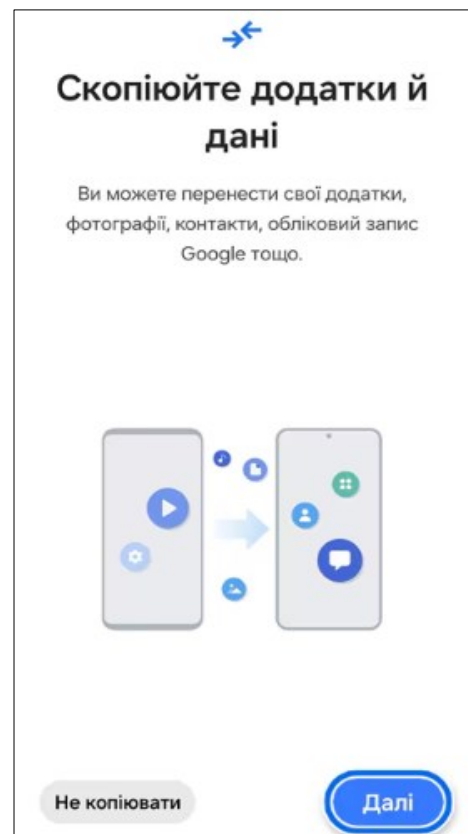 Скопіюйте додатки й
дані
Ви можете перенести свої додатки,
фотографії, контакти, обліковий запис
Google тощо.
Не копіювати
Далі